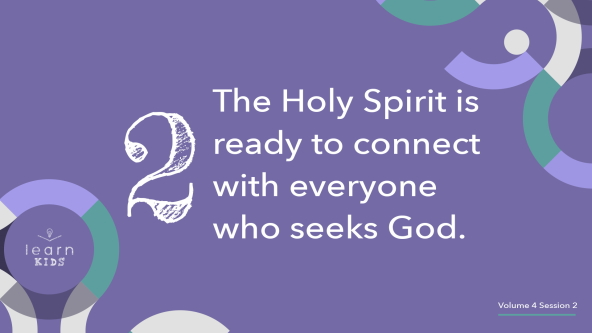 2
The Holy Spirit is
ready to connect
with everyone
who seeks God.
learn
KIDS
Volume 4 Session 2